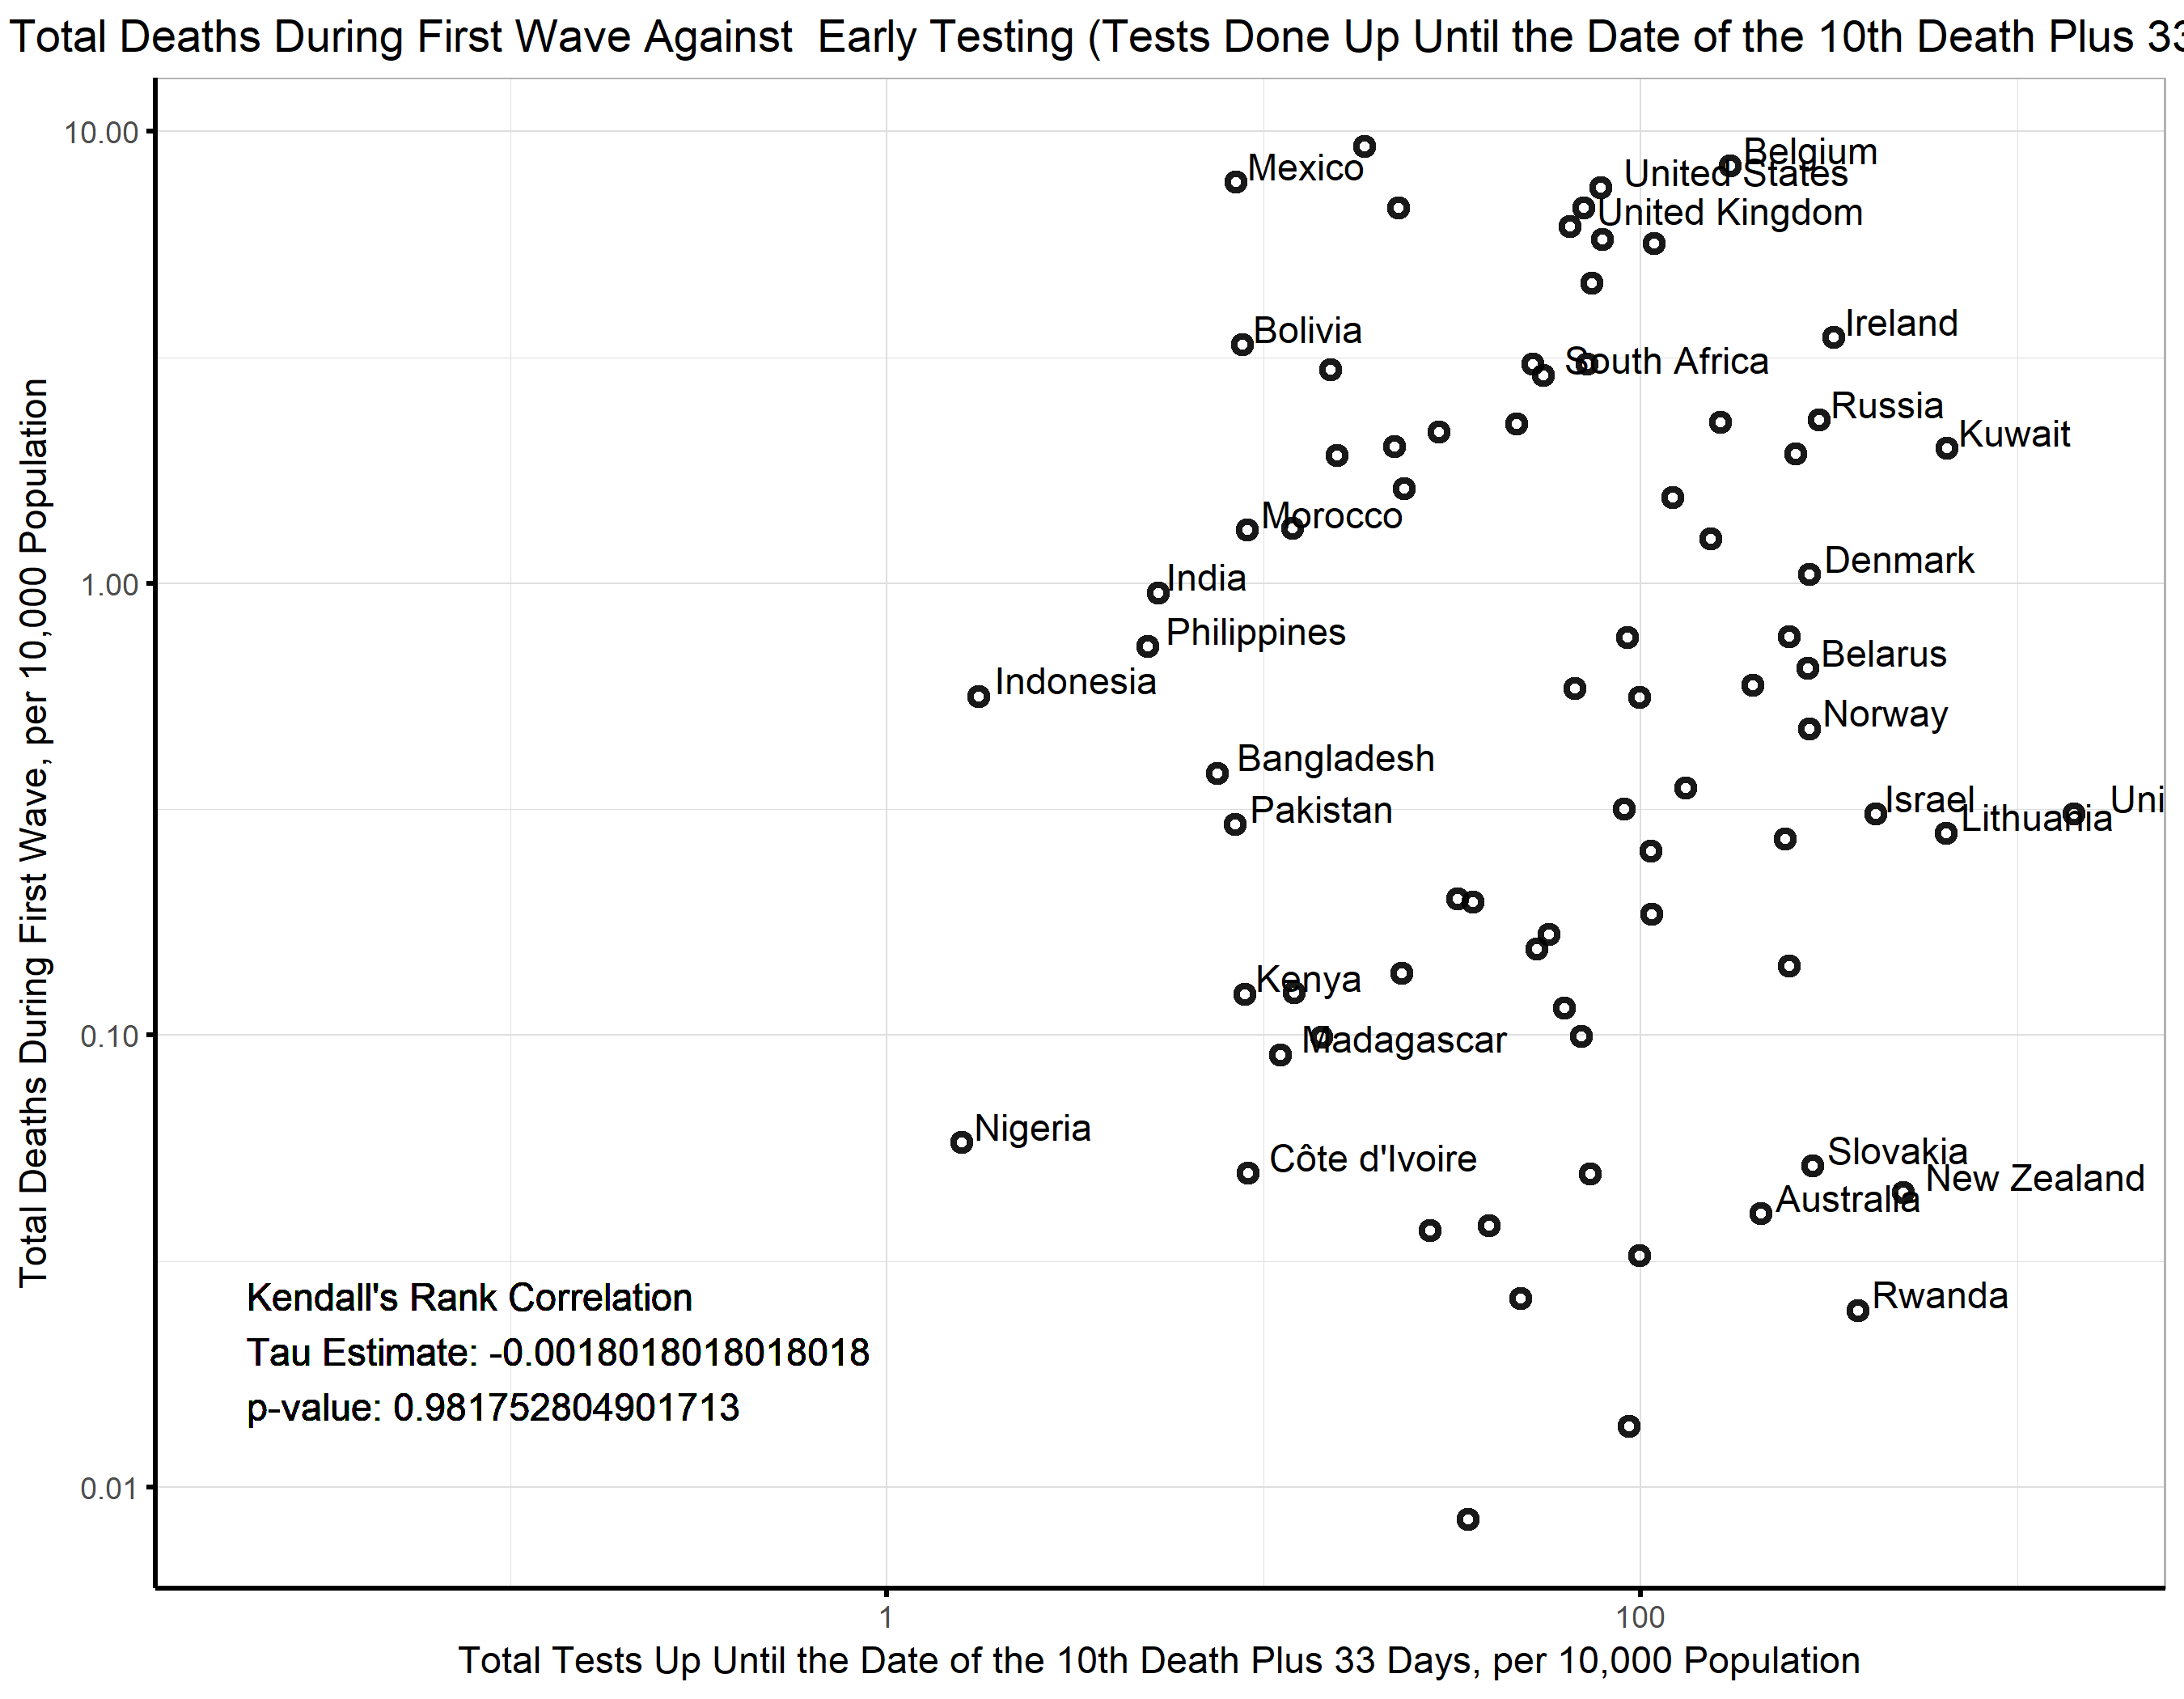 Total Deaths During First Wave Against  Early Testing (Tests Done Up Until the Date of the 10th Death Plus 33
10.00
1.00
0.10
0.01
Total Deaths During First Wave, per 10,000 Population
Belgium
Mexico
United States
United Kingdom
Ireland
Bolivia
South Africa
Russia
Kuwait
Morocco
Denmark
India
Philippines
Belarus
Indonesia
Norway
Bangladesh
Israel
Uni
Pakistan
Lithuania
Kenya
Madagascar
Nigeria
Slovakia
Côte d'Ivoire
New Zealand
Australia
Rwanda
Kendall's Rank Correlation
Tau Estimate: -0.0018018018018018
p-value: 0.981752804901713
1
100
Total Tests Up Until the Date of the 10th Death Plus 33 Days, per 10,000 Population